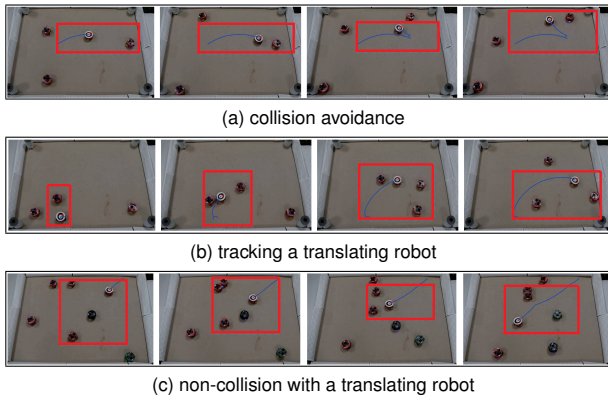 (a) collision avoidance
(b) tracking a translating robot
(c) non-collision with a translating robot